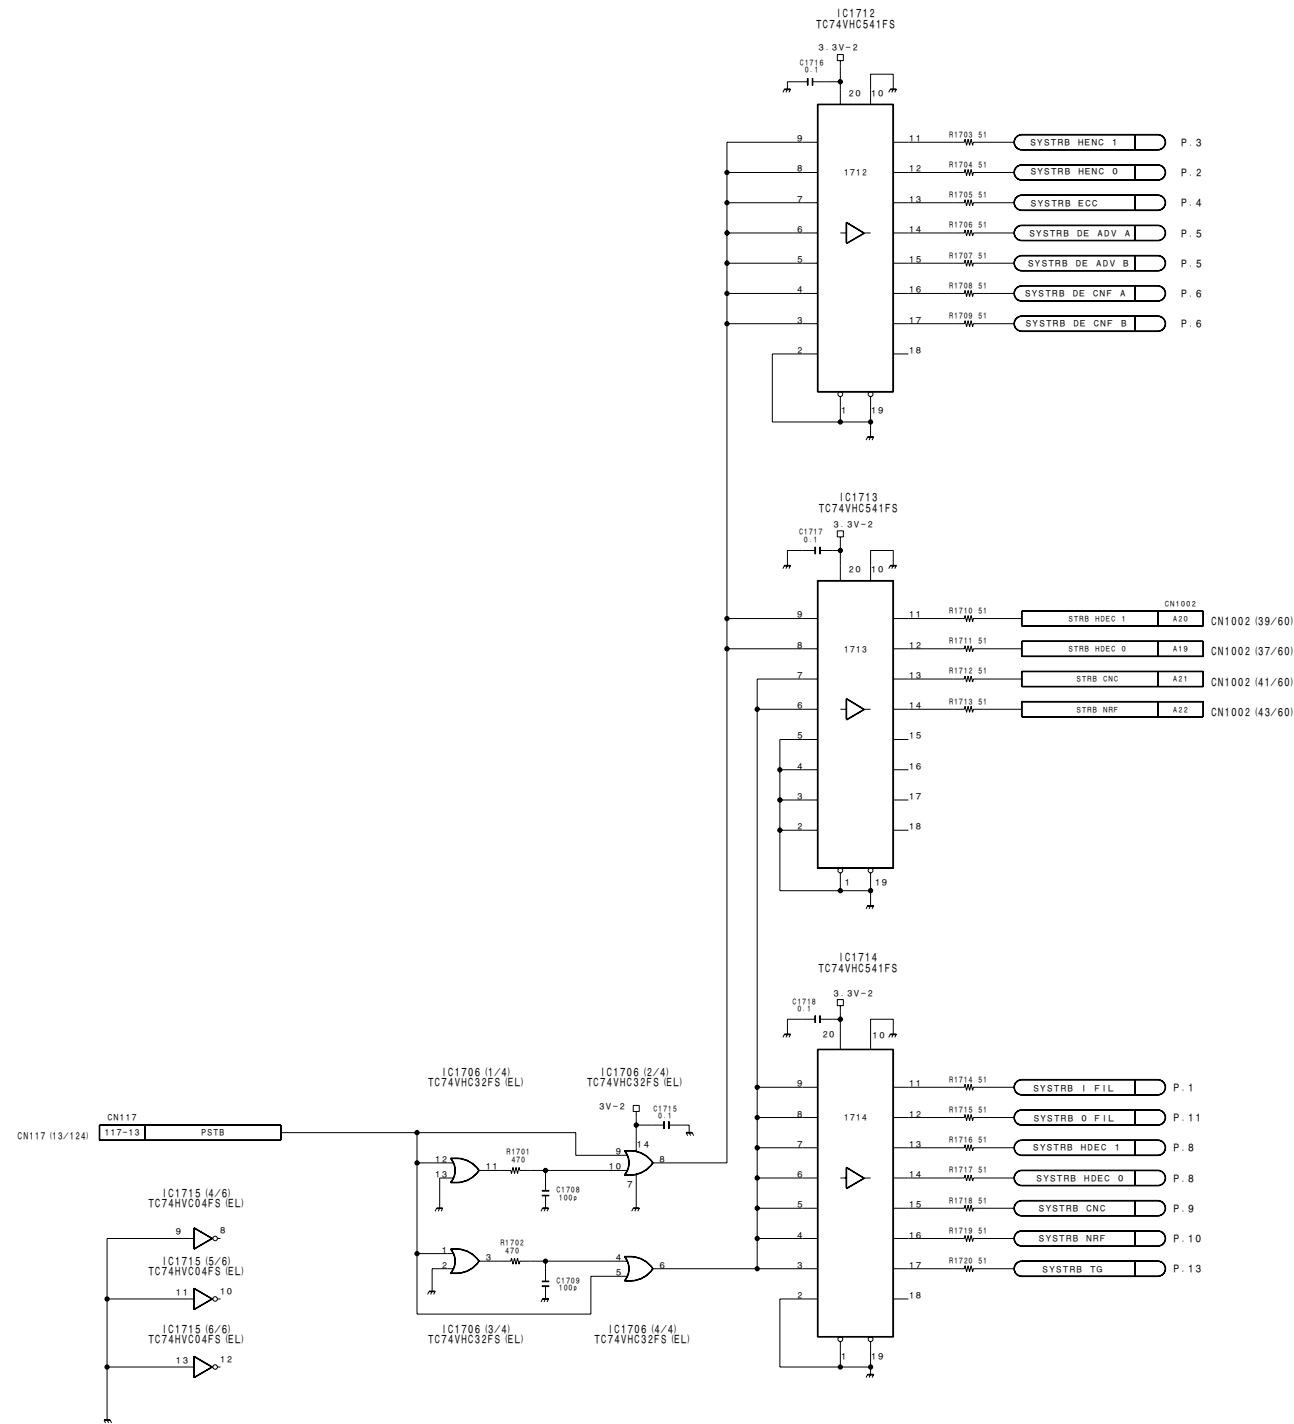 IC1712
TC74VHC541FS
3.3V-2
C1716
0.1
20 10
9 11 R1703 51 SYSTRB HENC 1 P.3
8 1712 12 R1704 51 SYSTRB HENC 0 P.2
7 13 R1705 51 SYSTRB ECC P.4
6 14 R1706 51 SYSTRB DE ADV A P.5
5 15 R1707 51 SYSTRB DE ADV B P.5
4 16 R1708 51 SYSTRB DE CNF A P.6
3 17 R1709 51 SYSTRB DE CNF B P.6
2 18
1 19
IC1713
TC74VHC541FS
3.3V-2
C1717
0.1
20 10
CN1002
9 11 R1710 51 STRB HDEC 1 A20 CN1002 (39/60)
8 1713 12 R1711 51 STRB HDEC 0 A19 CN1002 (37/60)
7 13 R1712 51 STRB CNC A21 CN1002 (41/60)
6 14 R1713 51 STRB NRF A22 CN1002 (43/60)
5 15
4 16
3 17
2 18
1 19
IC1714
TC74VHC541FS
3.3V-2
C1718
0.1
20 10
9 11 R1714 51 SYSTRB I FIL P.1
8 1714 12 R1715 51 SYSTRB O FIL P.11
7 13 R1716 51 SYSTRB HDEC 1 P.8
6 14 R1717 51 SYSTRB HDEC 0 P.8
5 15 R1718 51 SYSTRB CNC P.9
4 16 R1719 51 SYSTRB NRF P.10
3 17 R1720 51 SYSTRB TG P.13
2 18
1 19
IC1706 (1/4)
TC74VHC32FS (EL)
IC1706 (2/4)
TC74VHC32FS (EL)
3V-2
C1715
0.1
14
CN117
CN117 (13/124) 117-13 PSTB
12
13
11
R1701
470
9
10
8
7
C1708
100p
1
2
3
R1702
470
4
5
6
C1709
100p
IC1706 (3/4)
TC74VHC32FS (EL)
IC1706 (4/4)
TC74VHC32FS (EL)
IC1715 (4/6)
TC74HVC04FS (EL)
9 8
IC1715 (5/6)
TC74HVC04FS (EL)
11 10
IC1715 (6/6)
TC74HVC04FS (EL)
13 12